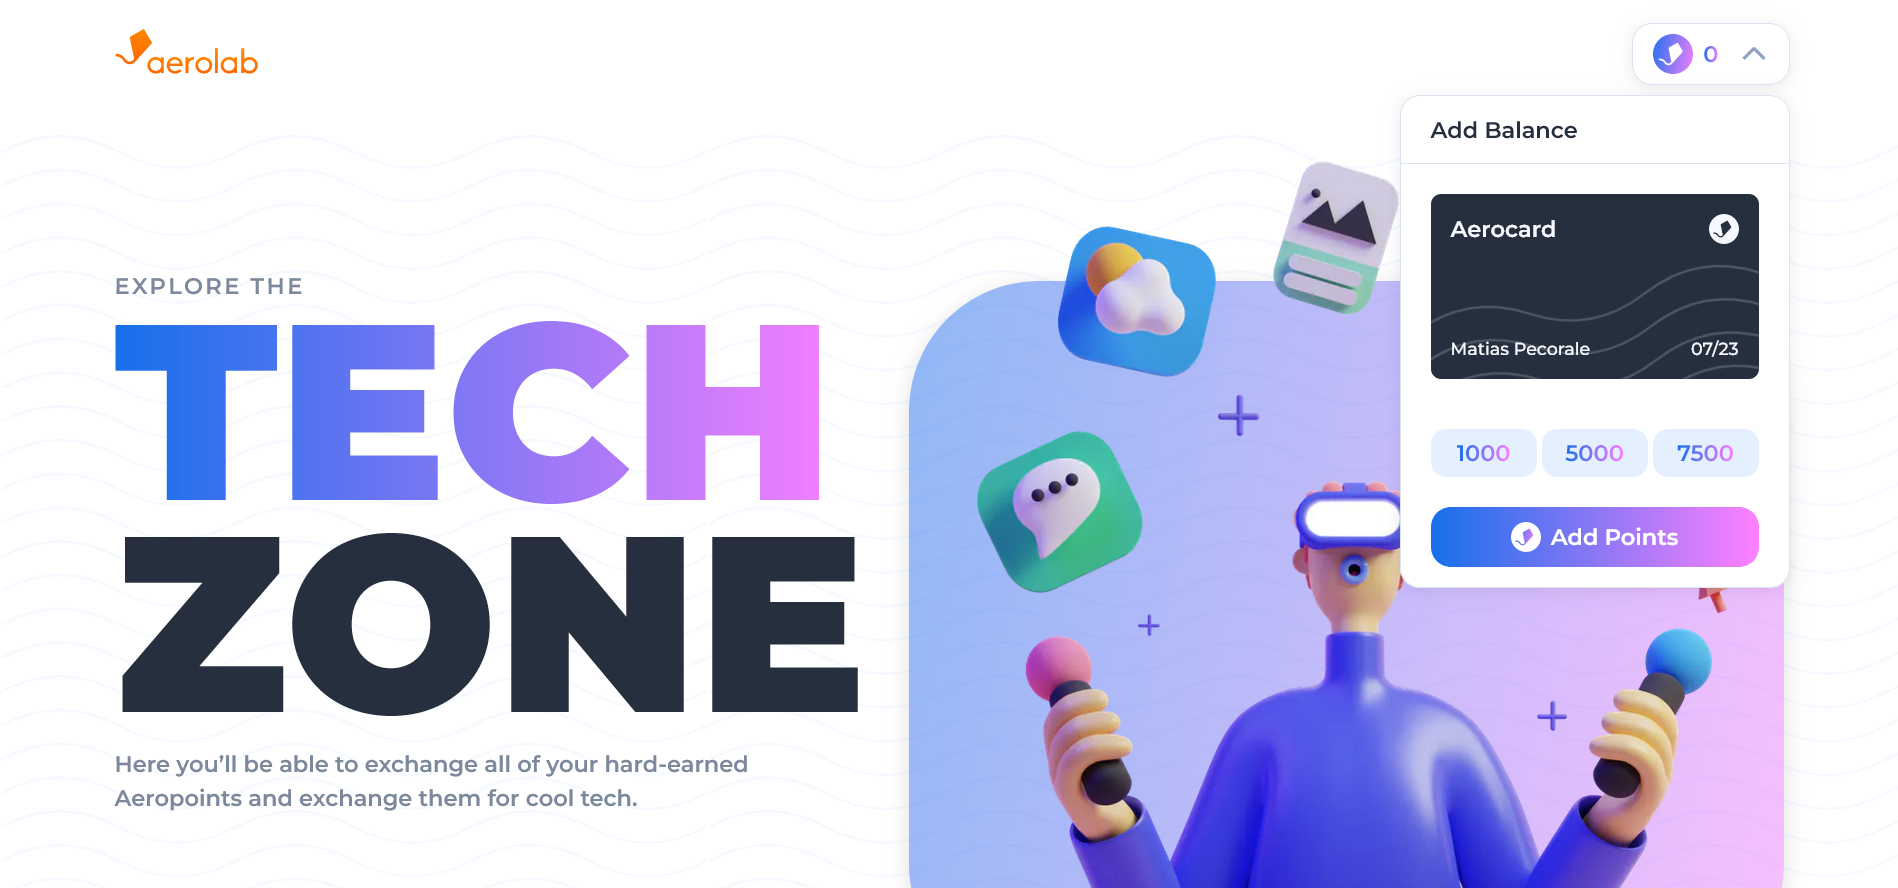 aerolab
0
Add Balance
Aerocard
Matias Pecorale 07/23
1000 5000 7500
Add Points
EXPLORE THE
TECH
ZONE
Here you’ll be able to exchange all of your hard-earned
Aeropoints and exchange them for cool tech.